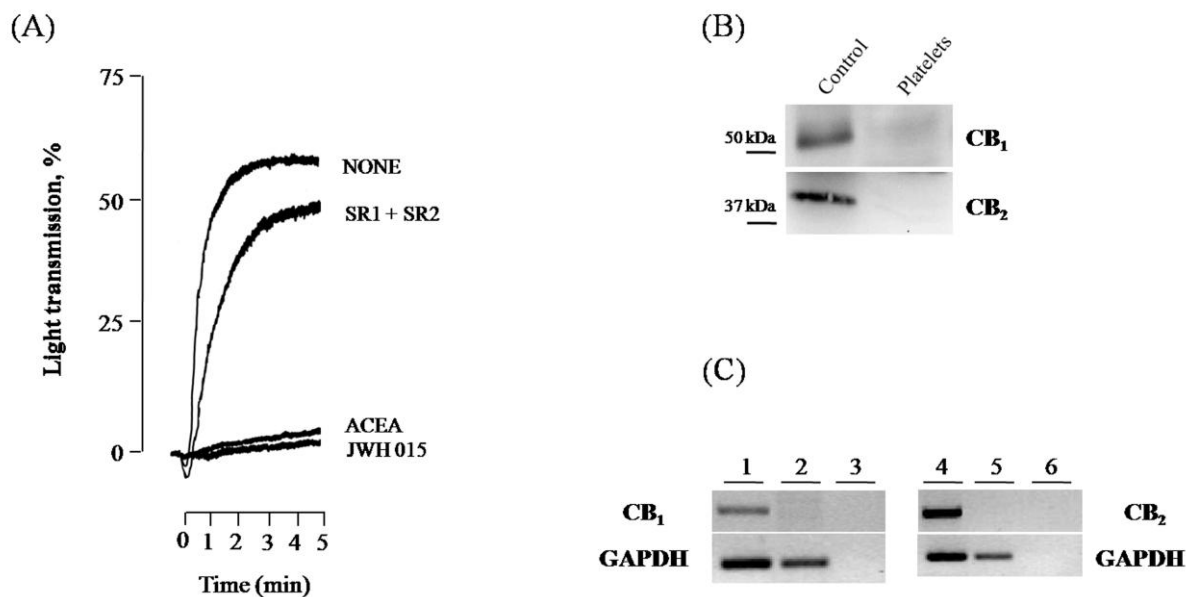 (A)
75
50
25
0
Light transmission, %
NONE
SR1 + SR2
ACEA
JWH 015
0 1 2 3 4 5
Time (min)
(B)
Control Platelets
50 kDa CB₁
37 kDa CB₂
(C)
1 2 3 4 5 6
CB₁ CB₂
GAPDH GAPDH